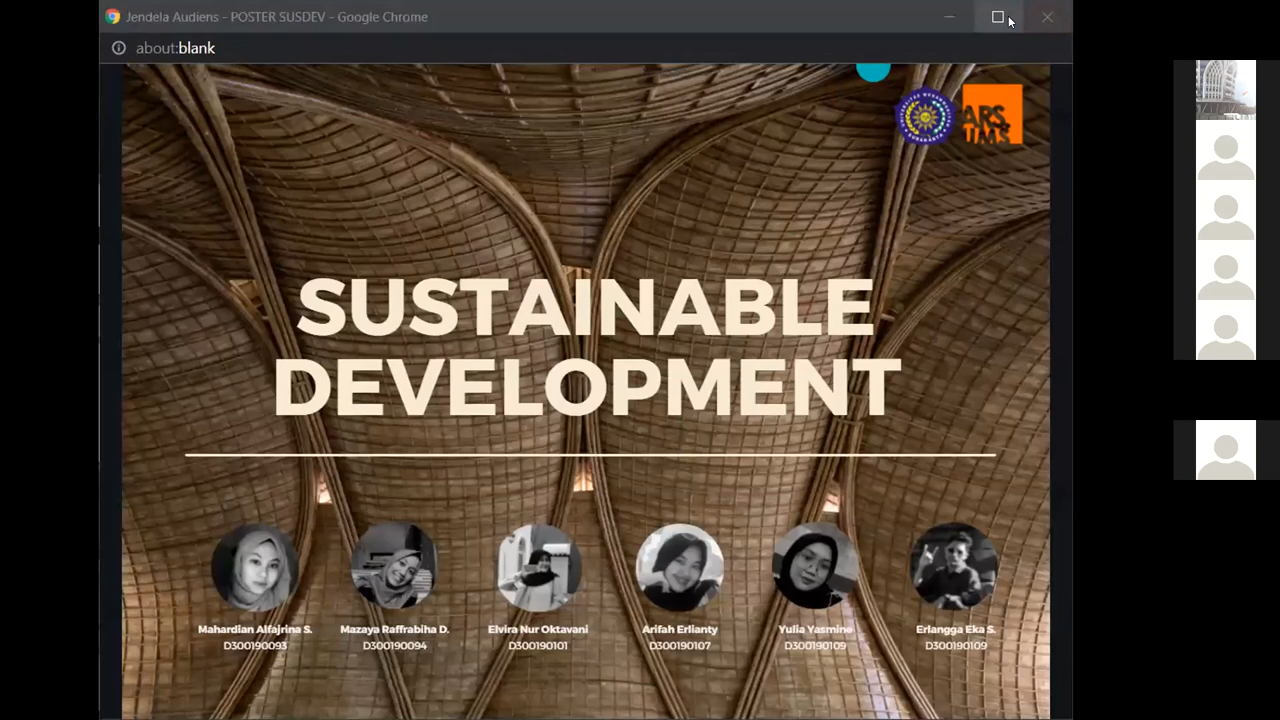 Jendela Audiens - POSTER SUSDEV - Google Chrome
about:blank
ARS
UMS
SUSTAINABLE
DEVELOPMENT
Mahardian Alfajrina S.
D300190093
Mazaya Raffrabiha D.
D300190094
Elvira Nur Oktavani
D300190101
Arifah Erlianty
D300190107
Yulia Yasmine
D300190109
Erlangga Eka S.
D300190109